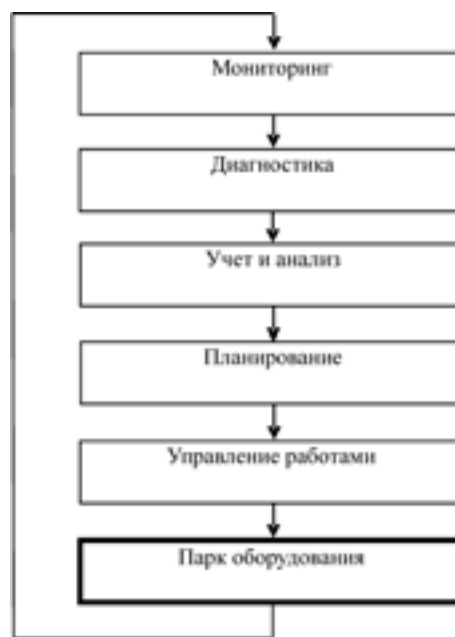 Мониторинг
Диагностика
Учет и анализ
Планирование
Управление работами
Парк оборудования